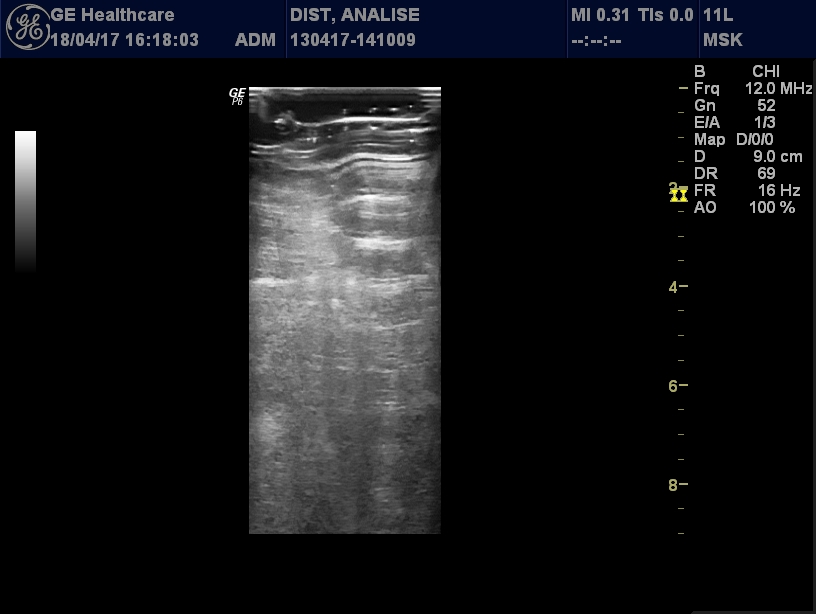 GE Healthcare
18/04/17 16:18:03 ADM
DIST, ANALISE
130417-141009
MI 0.31 TIs 0.0
--:--:--
11L
MSK
GE
P6
B CHI
Frq 12.0 MHz
Gn 52
E/A 1/3
Map D/0/0
D 9.0 cm
DR 69
FR 16 Hz
AO 100 %
2
4
6
8